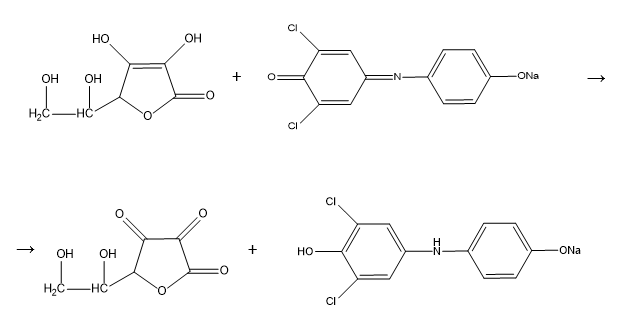 HO OH Cl
OH OH + O N ONa →
H₂C HC O O
Cl
→ O O Cl
OH OH O + HO H N ONa
H₂C HC O
Cl